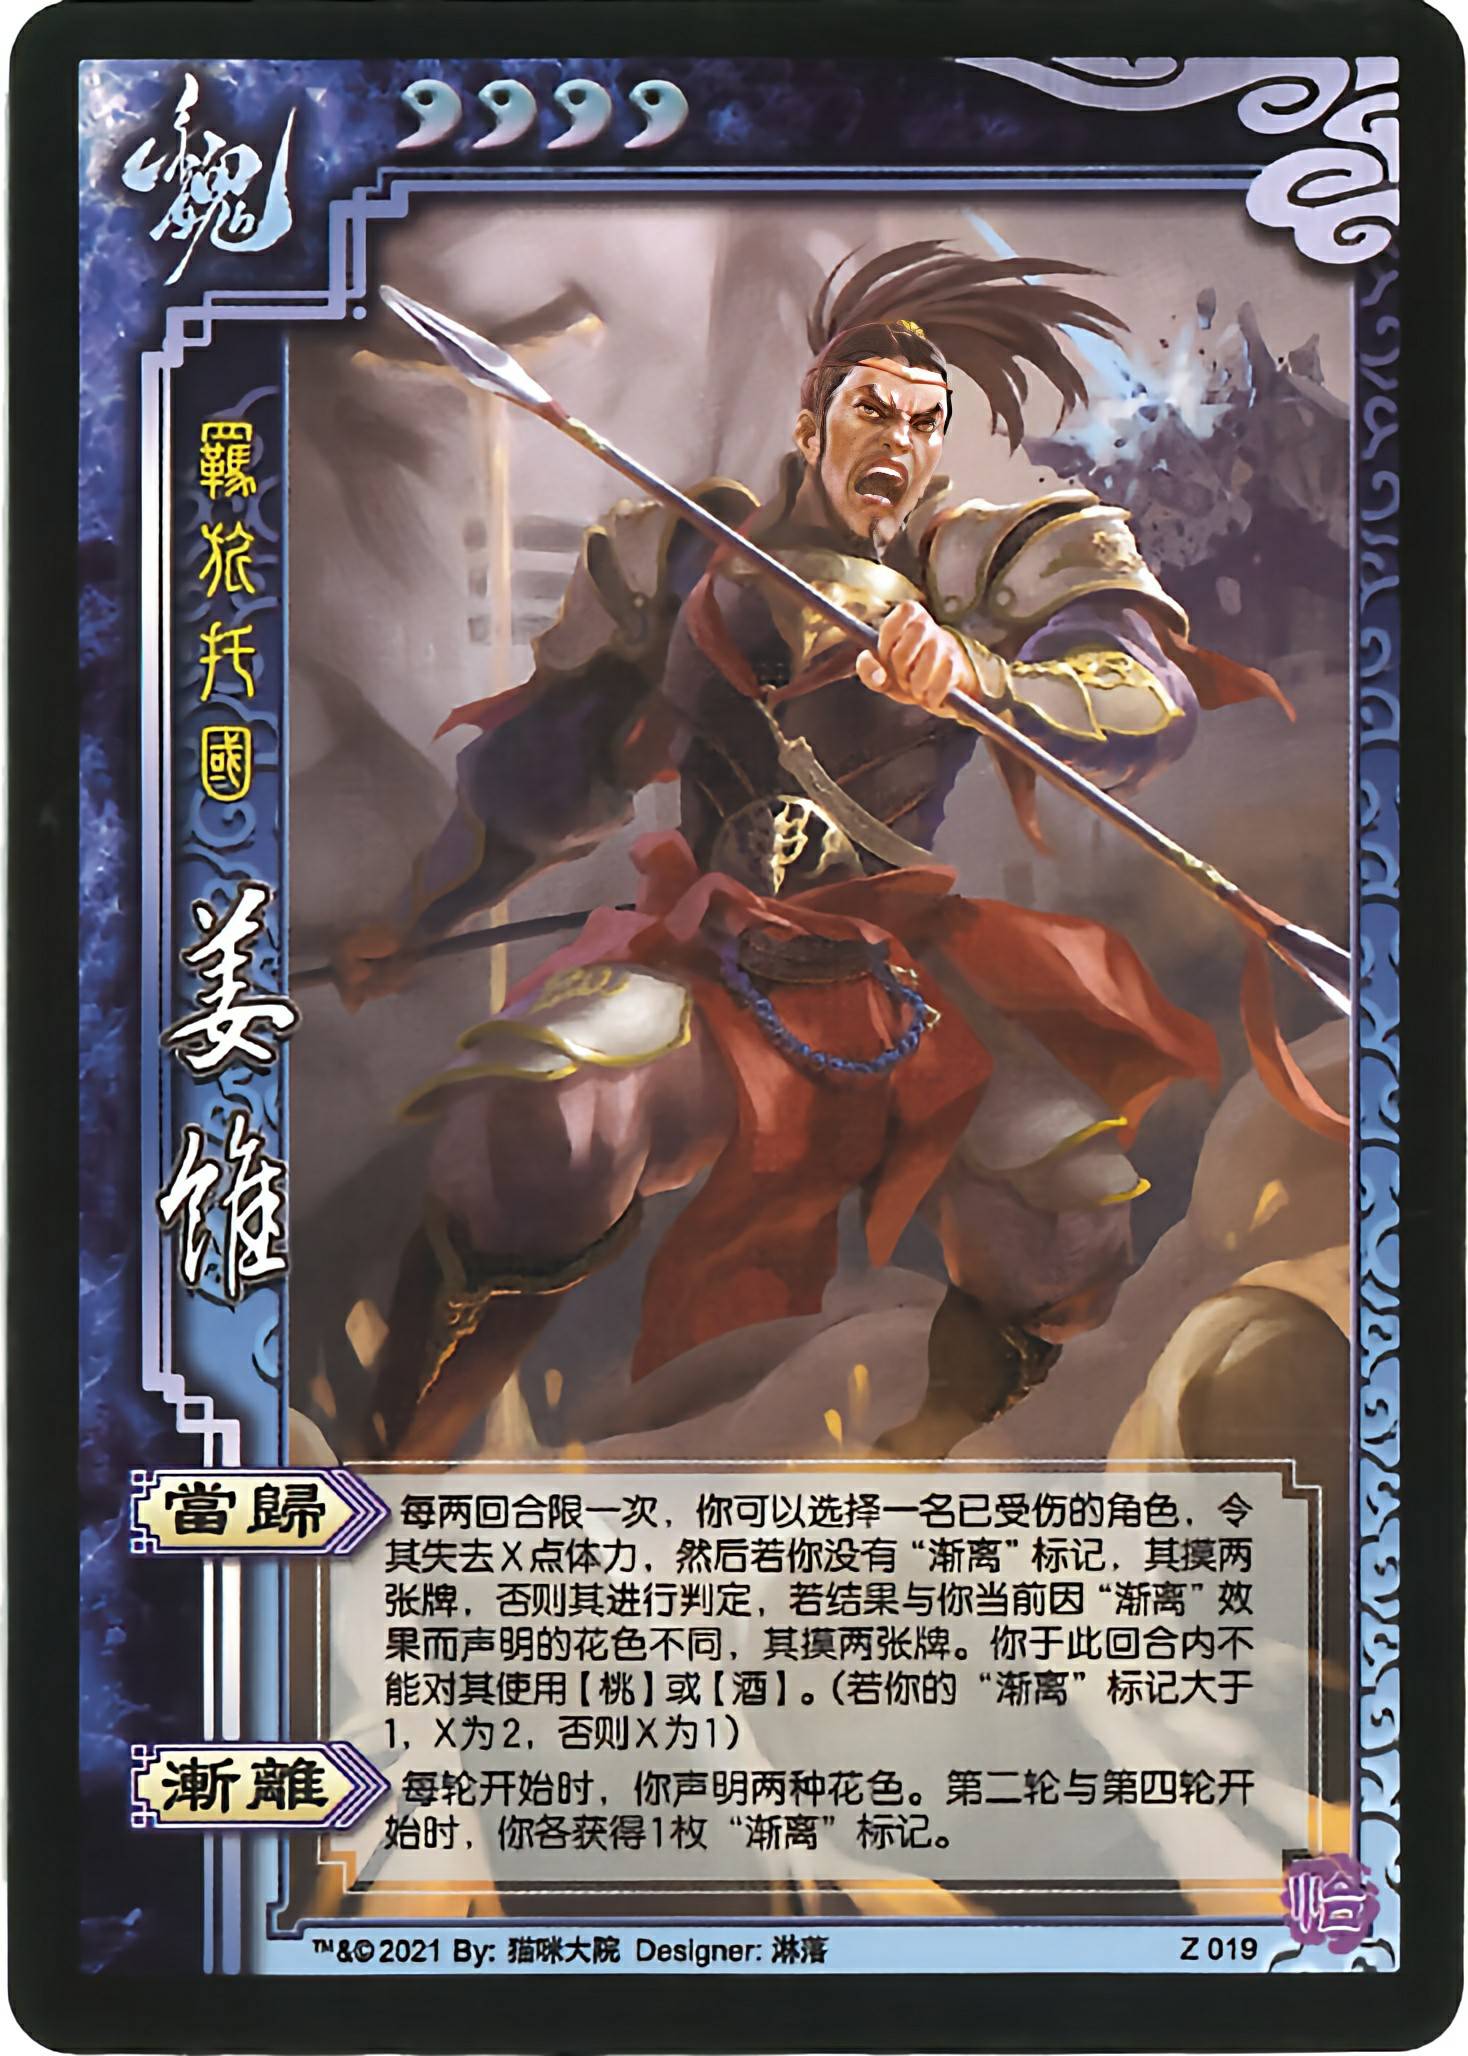 魏
羈旅托國
姜維
當歸
每两回合限一次，你可以选择一名已受伤的角色，令
其失去X点体力，然后若你没有“渐离”标记，其摸两
张牌，否则其进行判定，若结果与你当前因“渐离”效
果而声明的花色不同，其摸两张牌。你于此回合内不
能对其使用【桃】或【酒】。（若你的“渐离”标记大于
1，X为2，否则X为1）
漸離
每轮开始时，你声明两种花色。第二轮与第四轮开
始时，你各获得1枚“渐离”标记。
怡
™&©2021 By: 猫咪大院 Designer: 淋落
Z 019